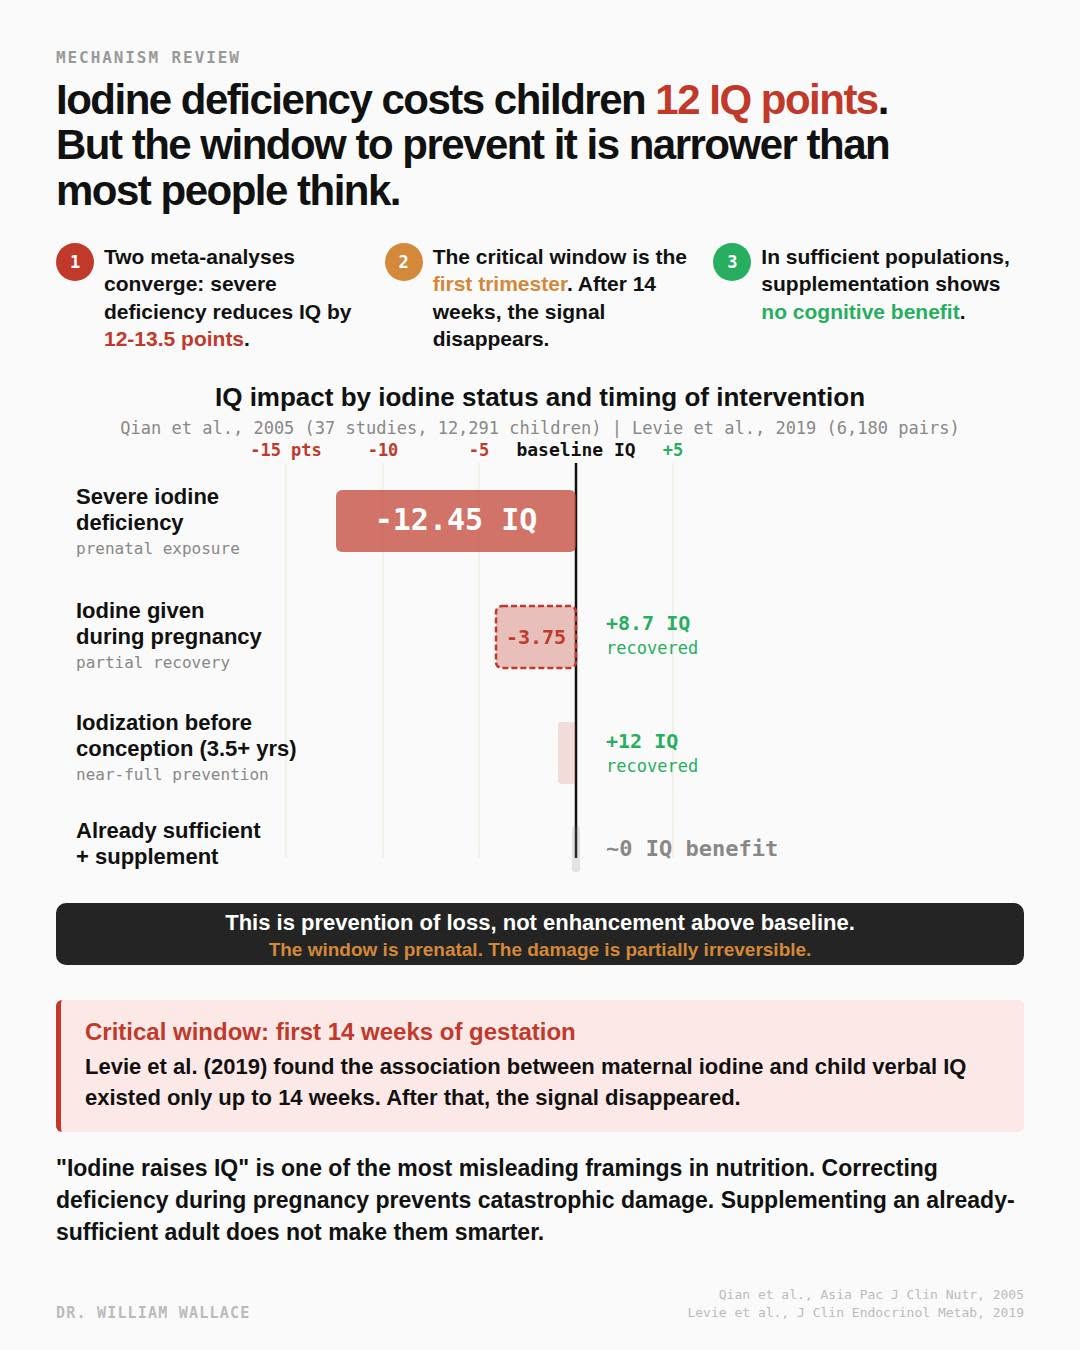 MECHANISM REVIEW
Iodine deficiency costs children 12 IQ points.
But the window to prevent it is narrower than
most people think.
1
Two meta-analyses
converge: severe
deficiency reduces IQ by
12-13.5 points.
2
The critical window is the
first trimester. After 14
weeks, the signal
disappears.
3
In sufficient populations,
supplementation shows
no cognitive benefit.
IQ impact by iodine status and timing of intervention
Qian et al., 2005 (37 studies, 12,291 children) | Levie et al., 2019 (6,180 pairs)
-15 pts -10 -5 baseline IQ +5
Severe iodine
deficiency
prenatal exposure
-12.45 IQ
Iodine given
during pregnancy
partial recovery
-3.75
+8.7 IQ
recovered
Iodization before
conception (3.5+ yrs)
near-full prevention
+12 IQ
recovered
Already sufficient
+ supplement
~0 IQ benefit
This is prevention of loss, not enhancement above baseline.
The window is prenatal. The damage is partially irreversible.
Critical window: first 14 weeks of gestation
Levie et al. (2019) found the association between maternal iodine and child verbal IQ
existed only up to 14 weeks. After that, the signal disappeared.
"Iodine raises IQ" is one of the most misleading framings in nutrition. Correcting
deficiency during pregnancy prevents catastrophic damage. Supplementing an already-
sufficient adult does not make them smarter.
DR. WILLIAM WALLACE
Qian et al., Asia Pac J Clin Nutr, 2005
Levie et al., J Clin Endocrinol Metab, 2019